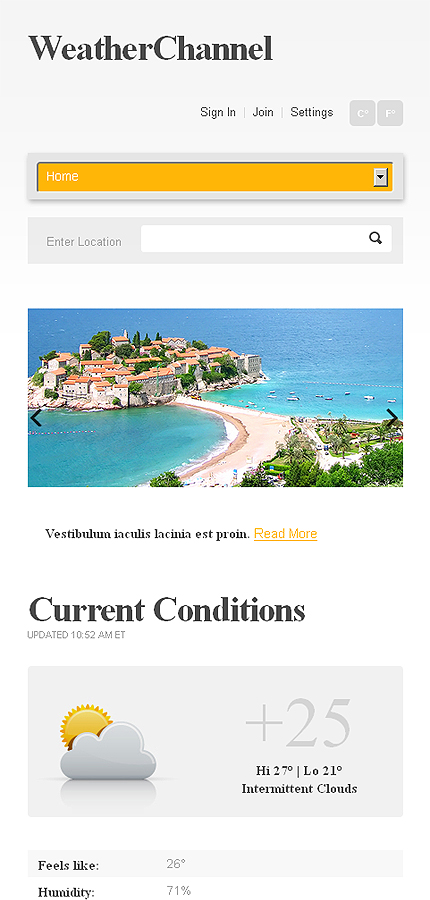 WeatherChannel
Sign In | Join | Settings C° F°
Home
Enter Location
Vestibulum iaculis lacinia est proin. Read More
Current Conditions
UPDATED 10:52 AM ET
+25
Hi 27° | Lo 21°
Intermittent Clouds
Feels like: 26°
Humidity: 71%